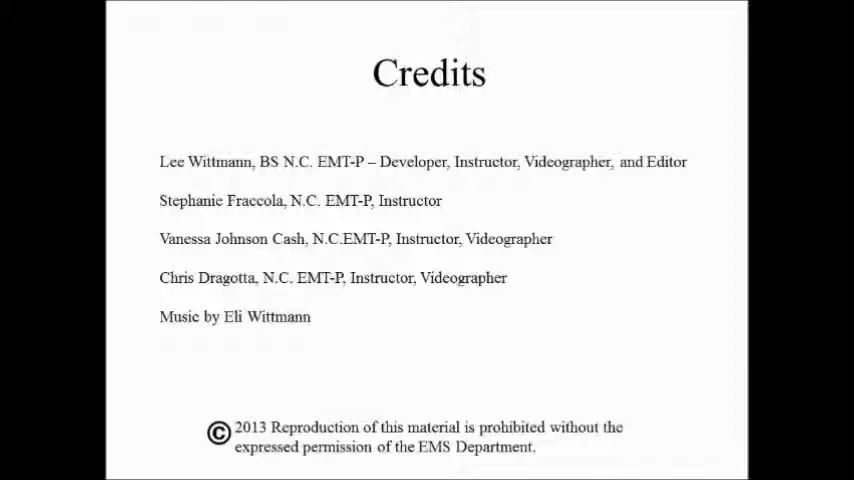 Credits
Lee Wittmann, BS N.C. EMT-P – Developer, Instructor, Videographer, and Editor
Stephanie Fraccola, N.C. EMT-P, Instructor
Vanessa Johnson Cash, N.C.EMT-P, Instructor, Videographer
Chris Dragotta, N.C. EMT-P, Instructor, Videographer
Music by Eli Wittmann
© 2013 Reproduction of this material is prohibited without the
expressed permission of the EMS Department.